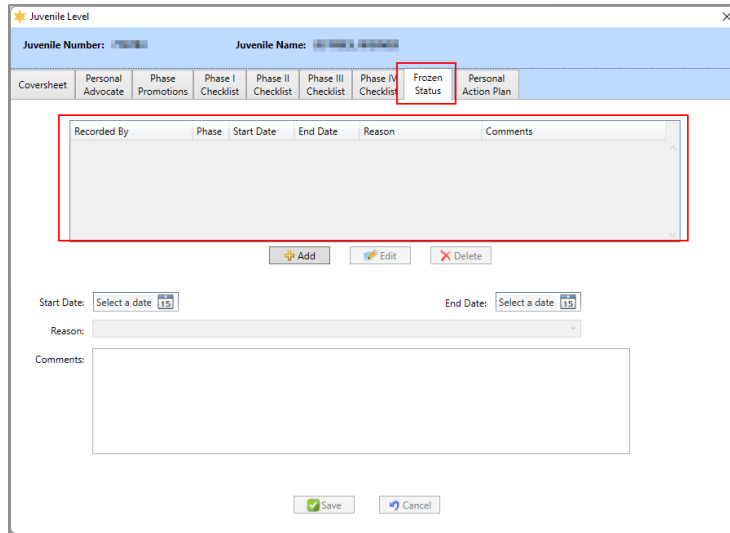 Juvenile Level
Juvenile Number: Juvenile Name:
Coversheet Personal Advocate Phase Promotions Phase I Checklist Phase II Checklist Phase III Checklist Phase IV Checklist Frozen Status Personal Action Plan
Recorded By Phase Start Date End Date Reason Comments
Add Edit Delete
Start Date: Select a date 15 End Date: Select a date 15
Reason:
Comments:
Save Cancel